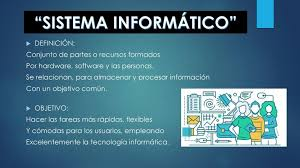 “SISTEMA INFORMÁTICO”
DEFINICIÓN:
Conjunto de partes o recursos formados
Por hardware, software y las personas.
Se relacionan, para almacenar y procesar información
Con un objetivo común.
OBJETIVO:
Hacer las tareas más rápidas, flexibles
Y cómodas para los usuarios, empleando
Excelentemente la tecnología informática.